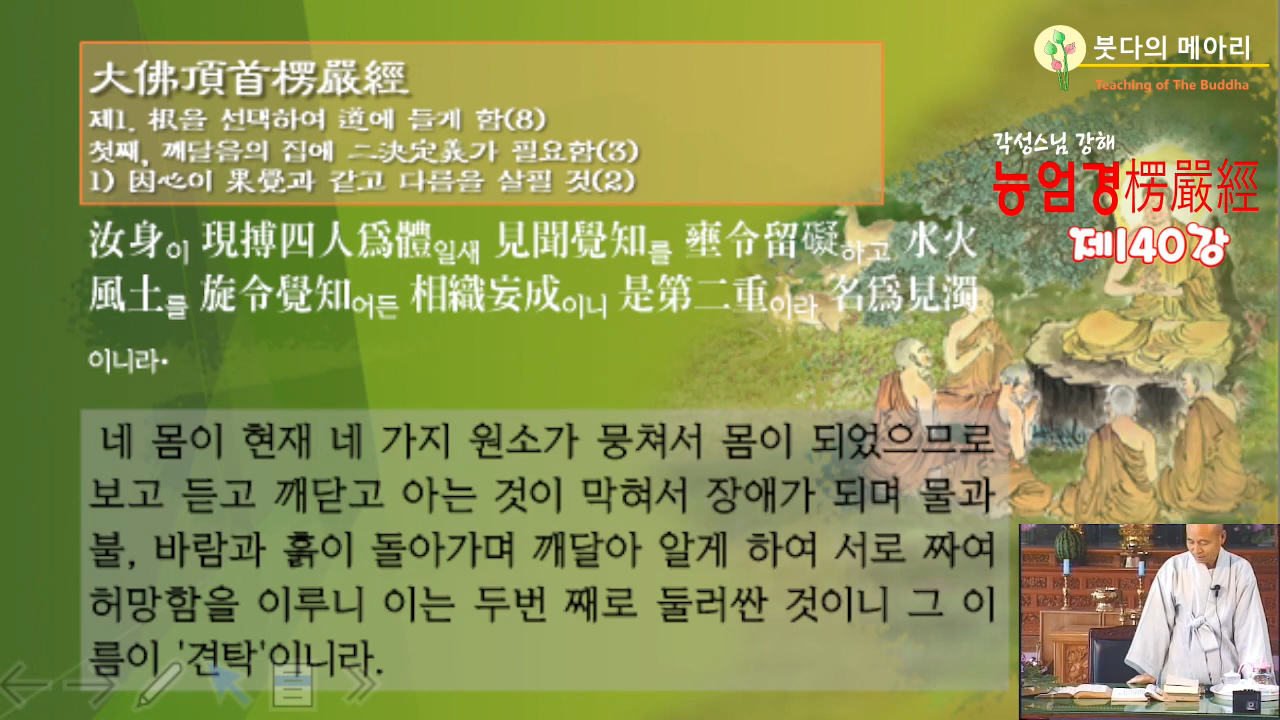 大佛頂首楞嚴經
제1. 根을 선택하여 道에 들게 함(8)
첫째, 깨달음의 집에 二決定義가 필요함(3)
1) 因心이 果覺과 같고 다름을 살필 것(2)
汝身이 現搏四人爲體일새 見聞覺知를 壅令留礙하고 水火
風土를 旋令覺知어든 相織妄成이니 是第二重이라 名爲見濁
이니라.
네 몸이 현재 네 가지 원소가 뭉쳐서 몸이 되었으므로
보고 듣고 깨닫고 아는 것이 막혀서 장애가 되며 물과
불, 바람과 흙이 돌아가며 깨달아 알게 하여 서로 짜여
허망함을 이루니 이는 두번 째로 둘러싼 것이니 그 이
름이 '견탁'이니라.
붓다의 메아리
Teaching of The Buddha
각성스님 강해
능엄경楞嚴經
제140강